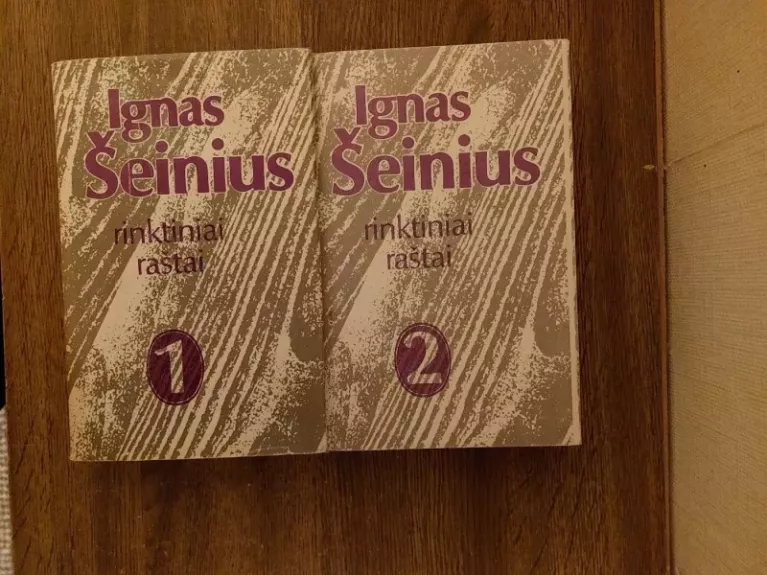 Ignas
Šeinius
rinktiniai
raštai
1
Ignas
Šeinius
rinktiniai
raštai
2